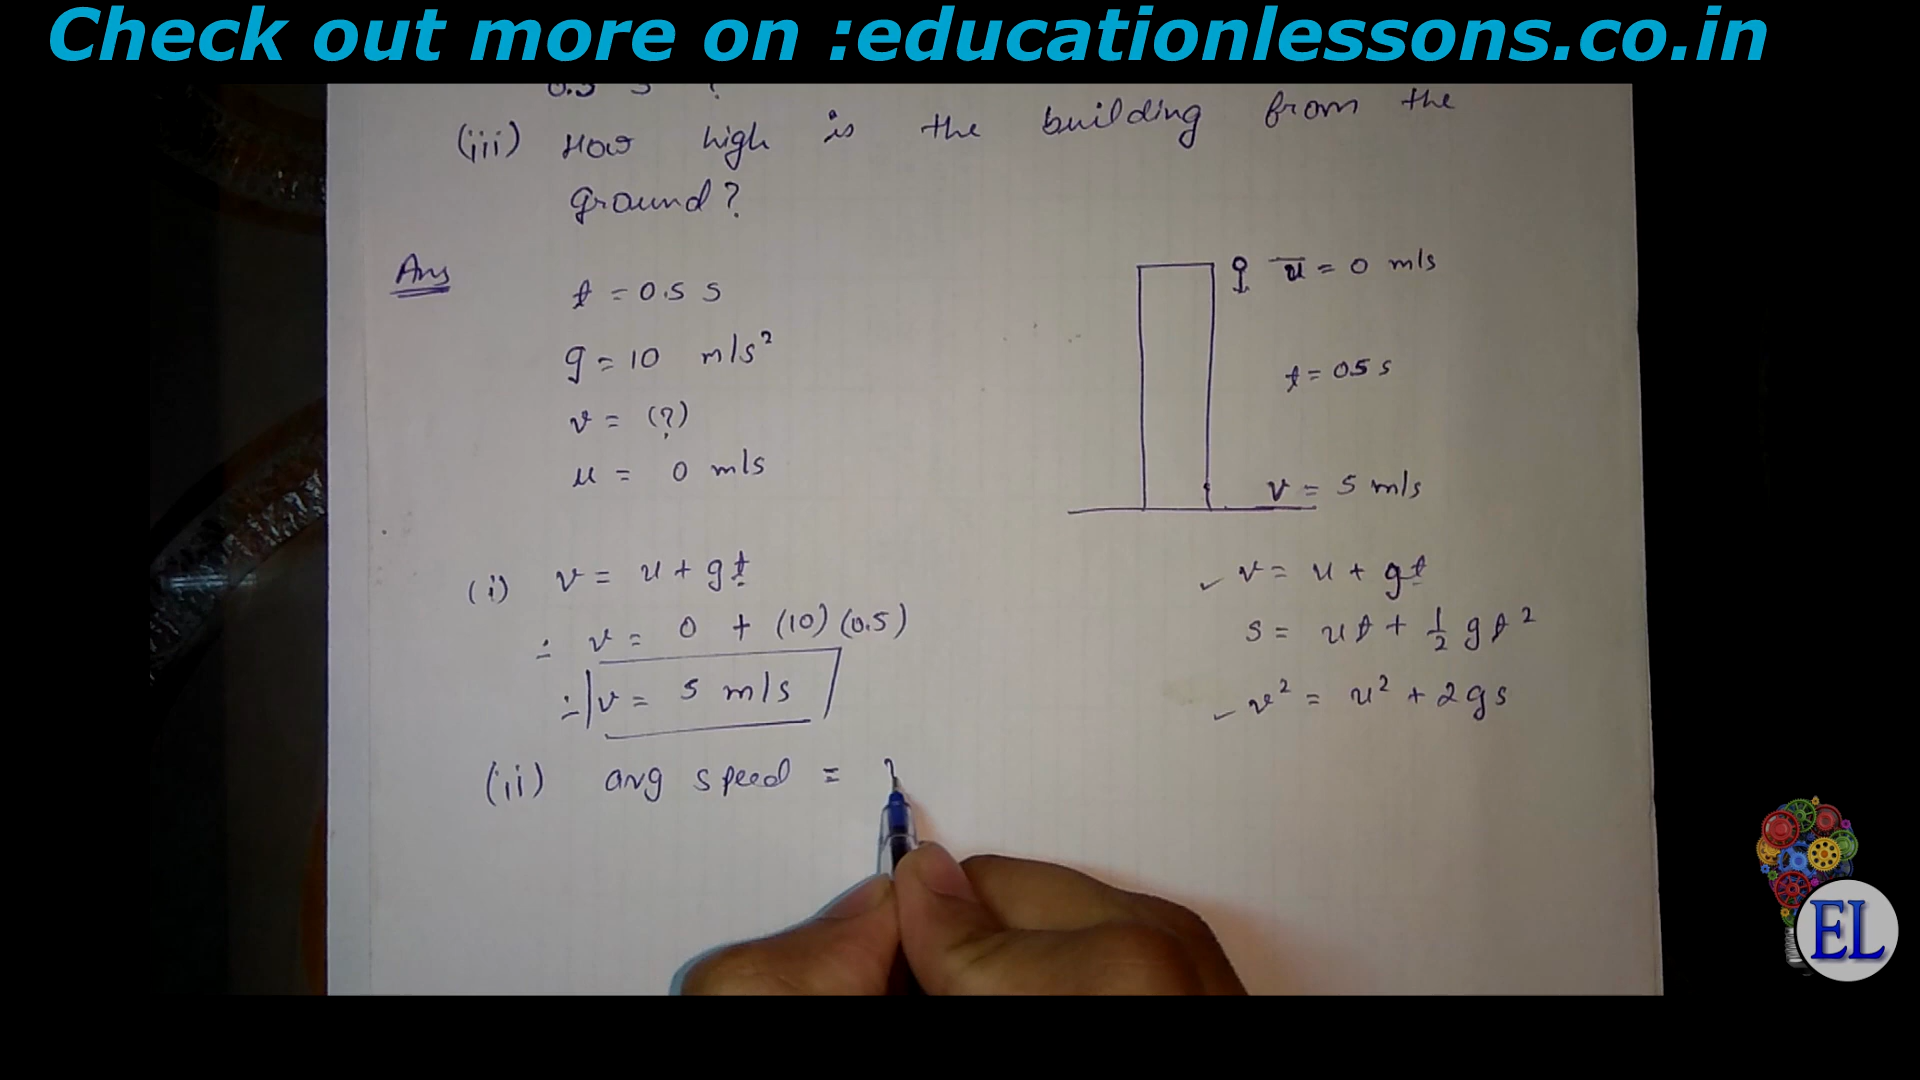 Check out more on :educationlessons.co.in
0.5 s ?
(iii) How high is the building from the
ground?
Ans
t = 0.5 s
g = 10 m/s²
v = (?)
u = 0 m/s
u = 0 m/s
t = 05 s
v = 5 m/s
(i) v = u + gt
∴ v = 0 + (10) (0.5)
∴ v = 5 m/s
(ii) avg speed =
v = u + gt
s = ut + 1/2 gt²
v² = u² + 2gs
EL